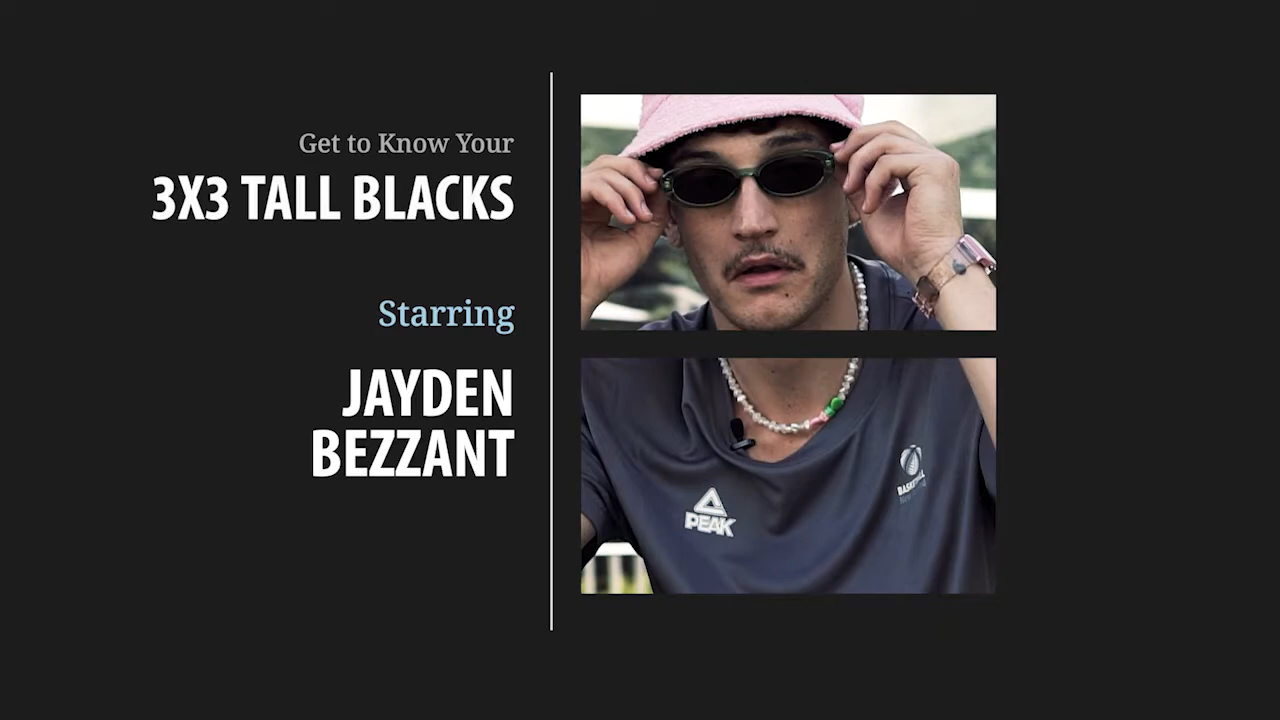 Get to Know Your
3X3 TALL BLACKS
Starring
JAYDEN
BEZZANT
PEAK